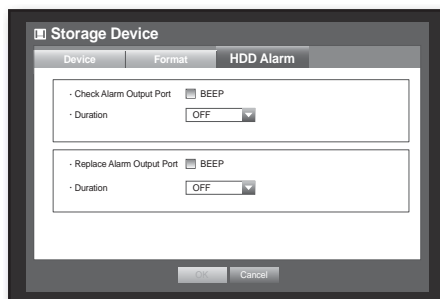 Storage Device
Device Format HDD Alarm
· Check Alarm Output Port BEEP
· Duration OFF
· Replace Alarm Output Port BEEP
· Duration OFF
OK Cancel